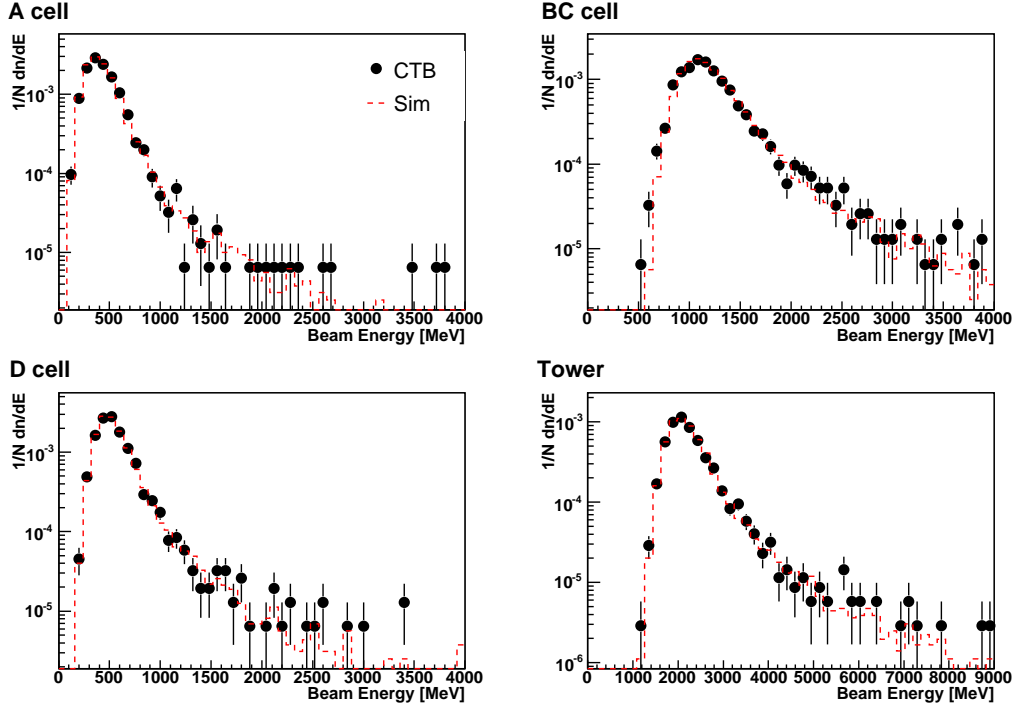 A cell
1/N dn/dE
10⁻³
10⁻⁴
10⁻⁵
CTB
Sim
0 500 1000 1500 2000 2500 3000 3500 4000
Beam Energy [MeV]
BC cell
1/N dn/dE
10⁻³
10⁻⁴
10⁻⁵
0 500 1000 1500 2000 2500 3000 3500 4000
Beam Energy [MeV]
D cell
1/N dn/dE
10⁻³
10⁻⁴
10⁻⁵
0 500 1000 1500 2000 2500 3000 3500 4000
Beam Energy [MeV]
Tower
1/N dn/dE
10⁻³
10⁻⁴
10⁻⁵
10⁻⁶
0 1000 2000 3000 4000 5000 6000 7000 8000 9000
Beam Energy [MeV]